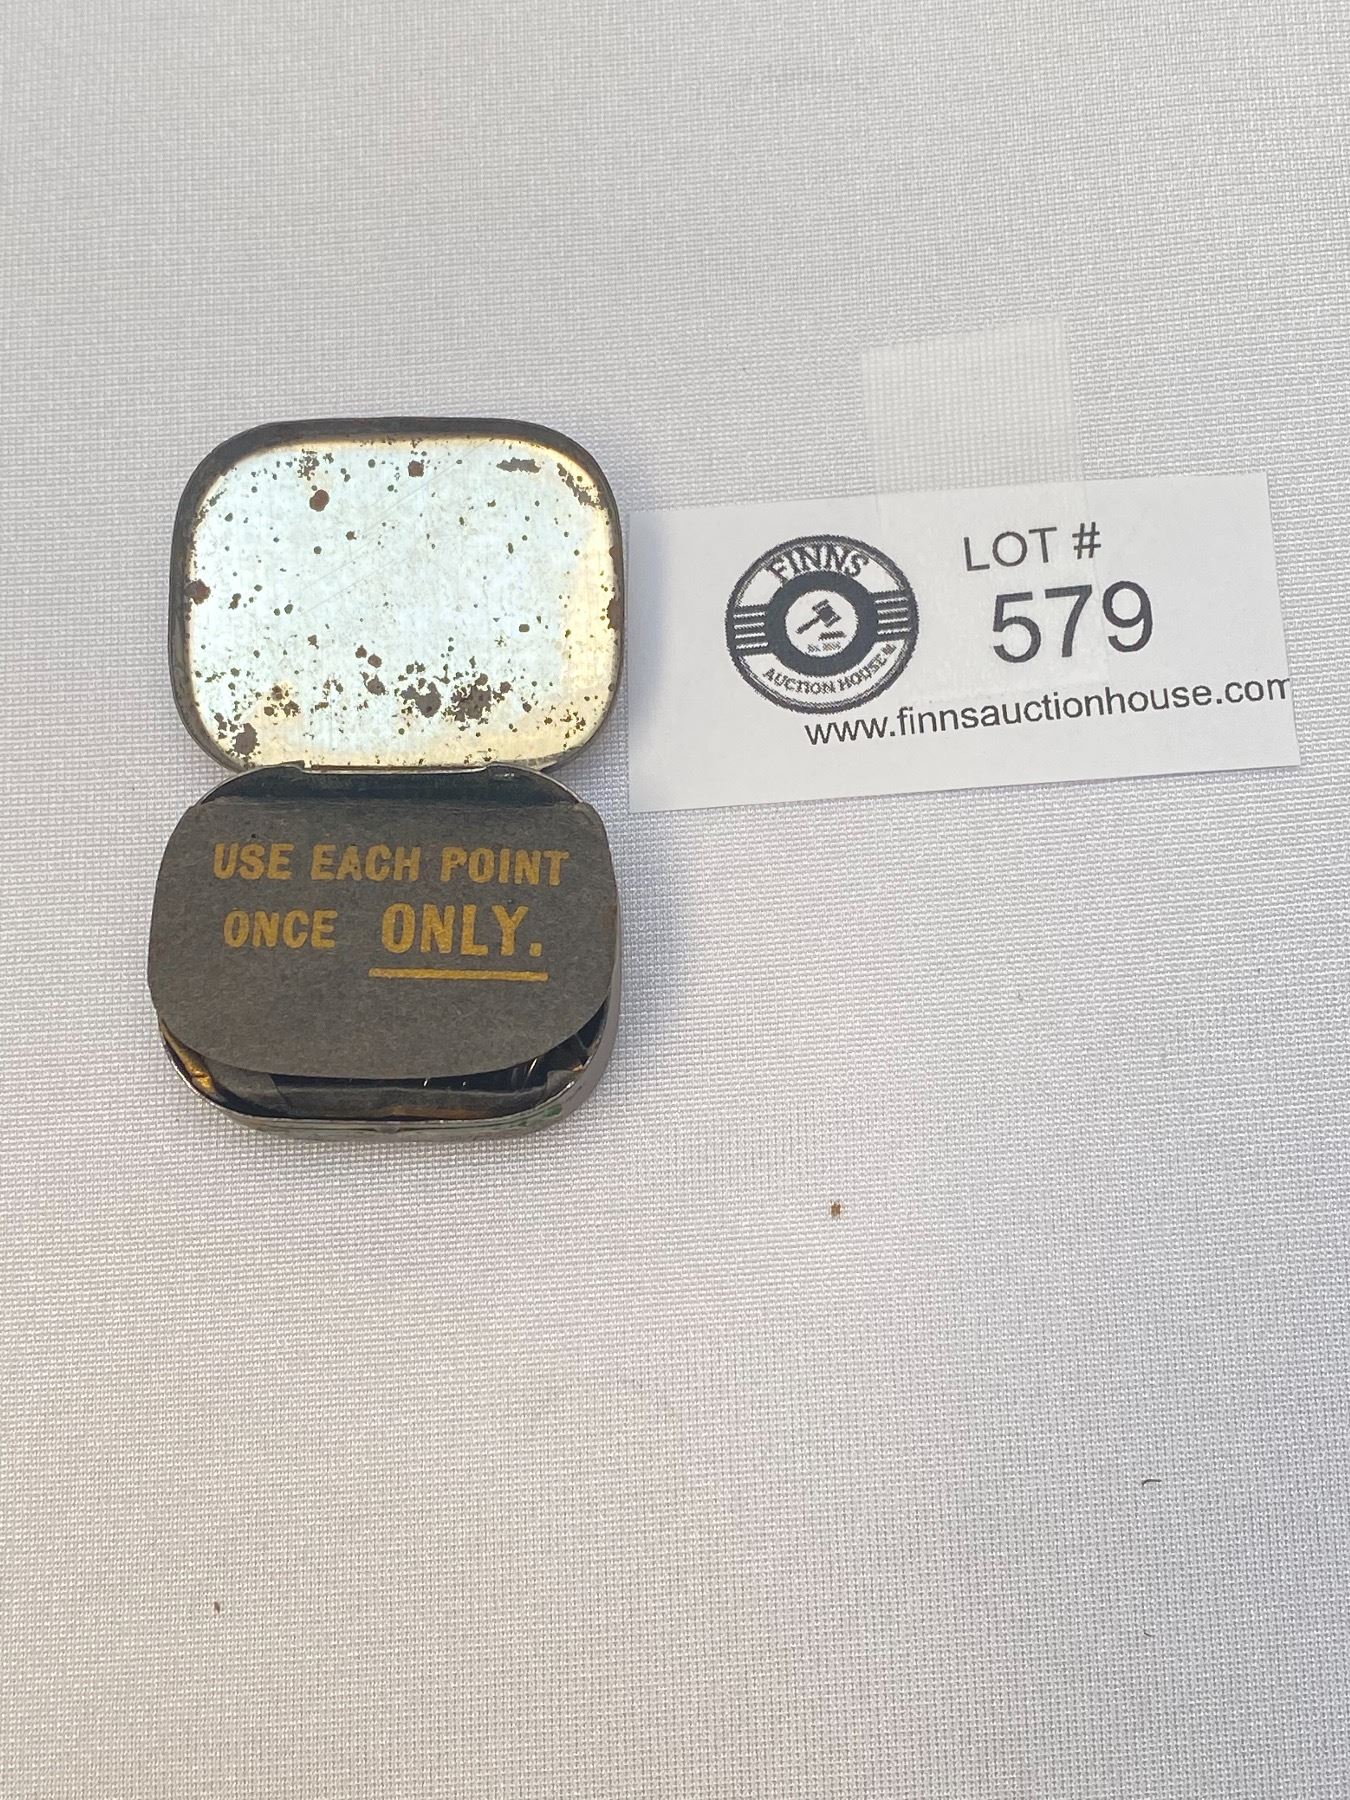 FINNS
AUCTION HOUSE
LOT #
579
www.finnsauctionhouse.com
USE EACH POINT
ONCE ONLY.